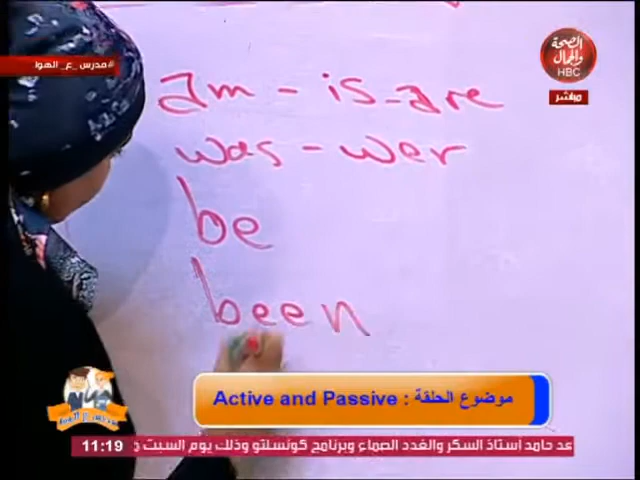 #مدرس_ع_الهوا
الصحة
والجمال
HBC
مباشر
am - is - are
was - wer
be
been
موضوع الحلقة : Active and Passive
11:19
عد حامد أستاذ السكر والغدد الصماء وبرنامج كونسلتو وذلك يوم السبت